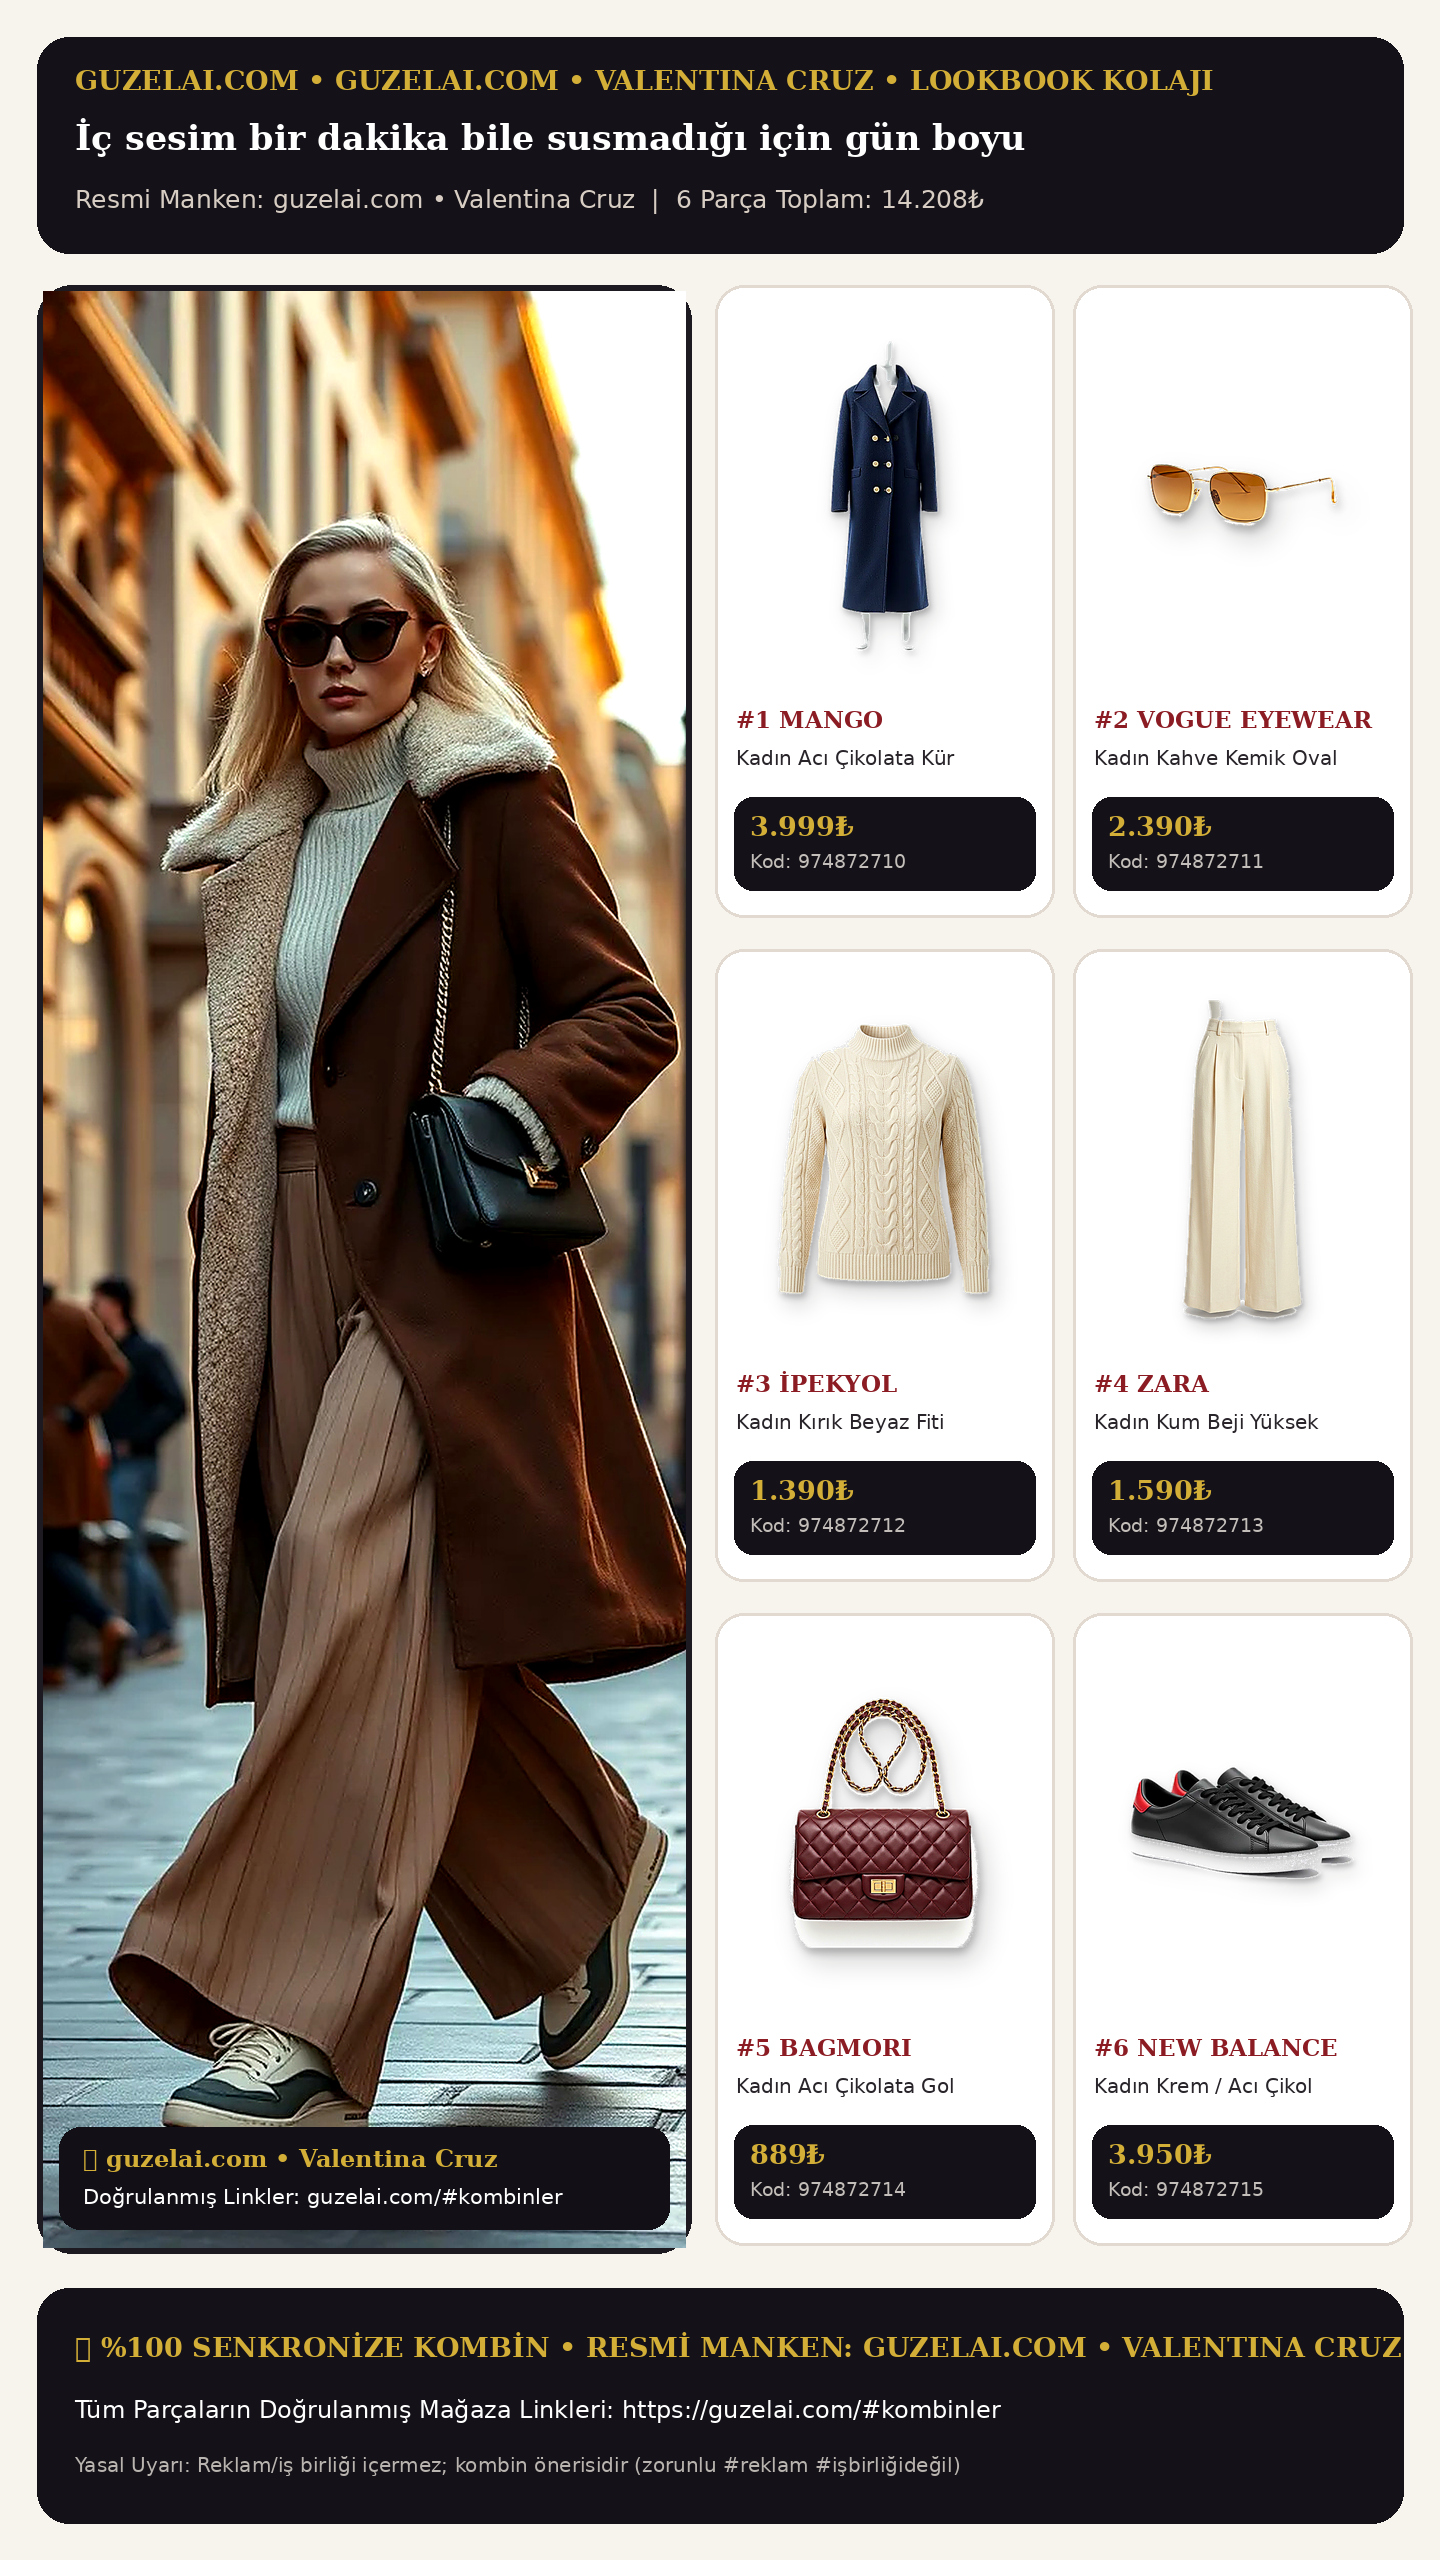 GUZELAI.COM • GUZELAI.COM • VALENTINA CRUZ • LOOKBOOK KOLAJI
İç sesim bir dakika bile susmadığı için gün boyu
Resmi Manken: guzelai.com • Valentina Cruz | 6 Parça Toplam: 14.208₺
#1 MANGO
Kadın Acı Çikolata Kür
3.999₺
Kod: 974872710
#2 VOGUE EYEWEAR
Kadın Kahve Kemik Oval
2.390₺
Kod: 974872711
#3 İPEKYOL
Kadın Kırık Beyaz Fiti
1.390₺
Kod: 974872712
#4 ZARA
Kadın Kum Beji Yüksek
1.590₺
Kod: 974872713
#5 BAGMORI
Kadın Acı Çikolata Gol
889₺
Kod: 974872714
#6 NEW BALANCE
Kadın Krem / Acı Çikol
3.950₺
Kod: 974872715
guzelai.com • Valentina Cruz
Doğrulanmış Linkler: guzelai.com/#kombinler
%100 SENKRONİZE KOMBİN • RESMİ MANKEN: GUZELAI.COM • VALENTINA CRUZ
Tüm Parçaların Doğrulanmış Mağaza Linkleri: https://guzelai.com/#kombinler
Yasal Uyarı: Reklam/iş birliği içermez; kombin önerisidir (zorunlu #reklam #işbirliğideğil)